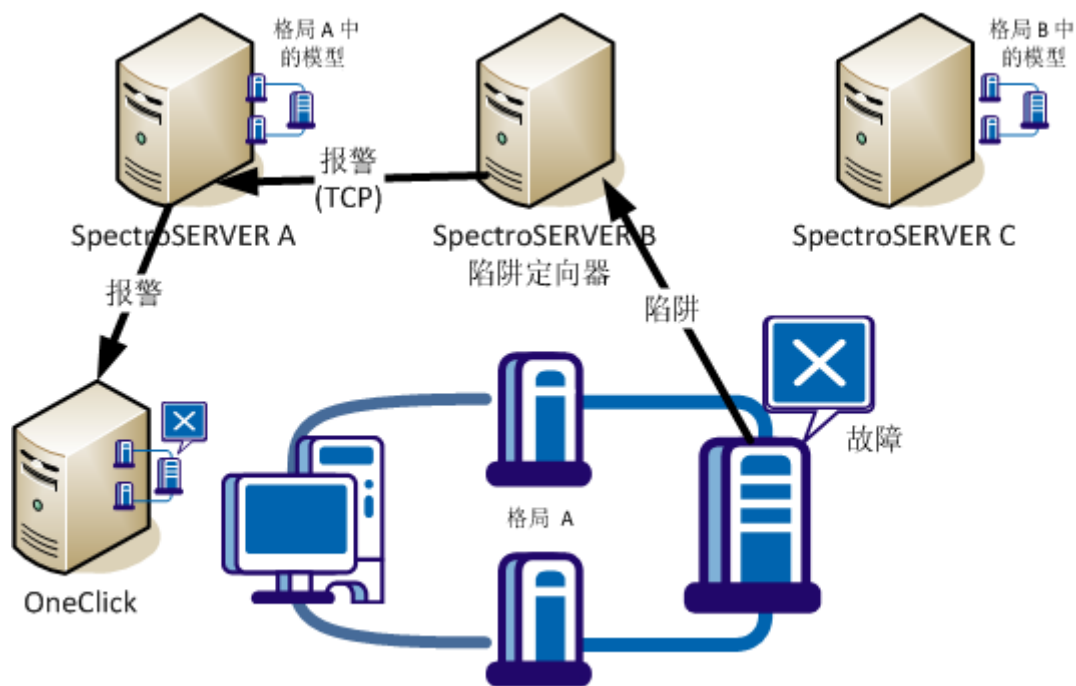 格局 A 中
的模型
格局 B 中
的模型
报警
(TCP)
SpectroSERVER A
SpectroSERVER B
陷阱定向器
SpectroSERVER C
报警
陷阱
故障
格局 A
OneClick